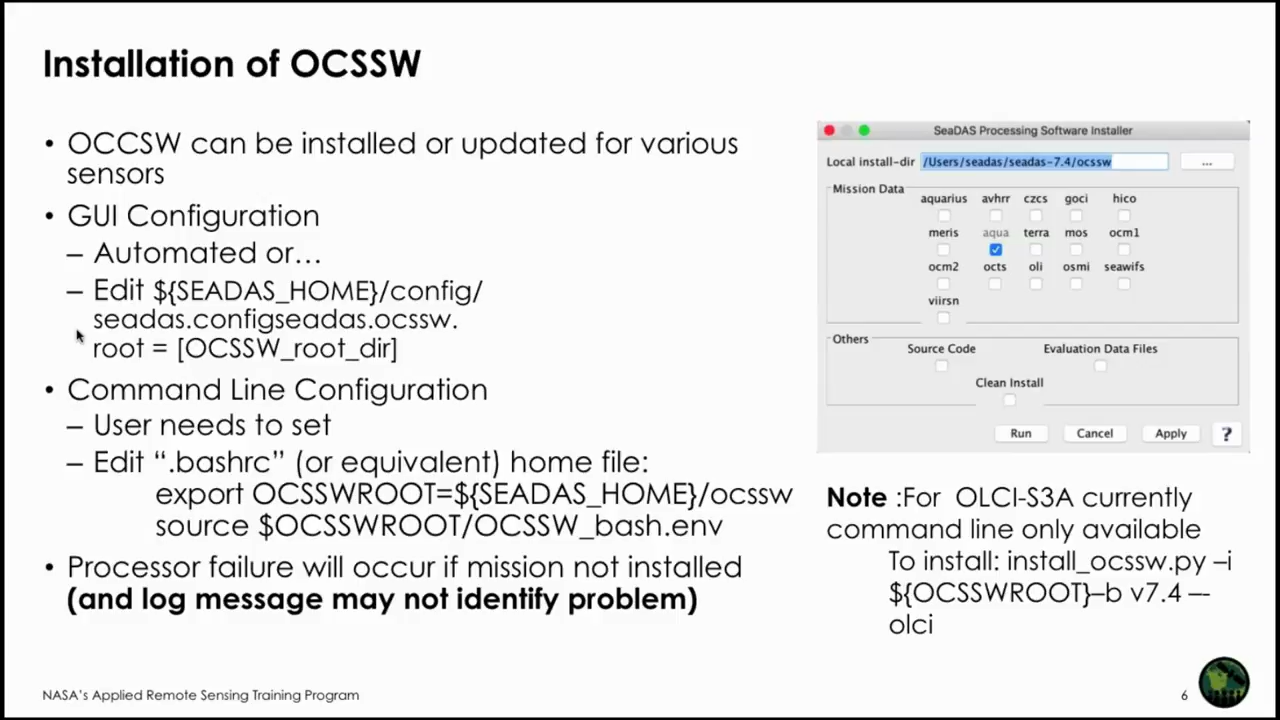 Installation of OCSSW
• OCCSW can be installed or updated for various
sensors
• GUI Configuration
– Automated or…
– Edit ${SEADAS_HOME}/config/
seadas.configseadas.ocssw.
root = [OCSSW_root_dir]
• Command Line Configuration
– User needs to set
– Edit “.bashrc” (or equivalent) home file:
export OCSSWROOT=${SEADAS_HOME}/ocssw
source $OCSSWROOT/OCSSW_bash.env
• Processor failure will occur if mission not installed
(and log message may not identify problem)
SeaDAS Processing Software Installer
Local install-dir /Users/seadas/seadas-7.4/ocssw ...
Mission Data
aquarius avhrr czcs goci hico
meris aqua terra mos ocm1
ocm2 octs oli osmi seawifs
viirsn
Others
Source Code Evaluation Data Files
Clean Install
Run Cancel Apply ?
Note :For OLCI-S3A currently
command line only available
To install: install_ocssw.py –i
${OCSSWROOT}–b v7.4 –-
olci
NASA's Applied Remote Sensing Training Program
6